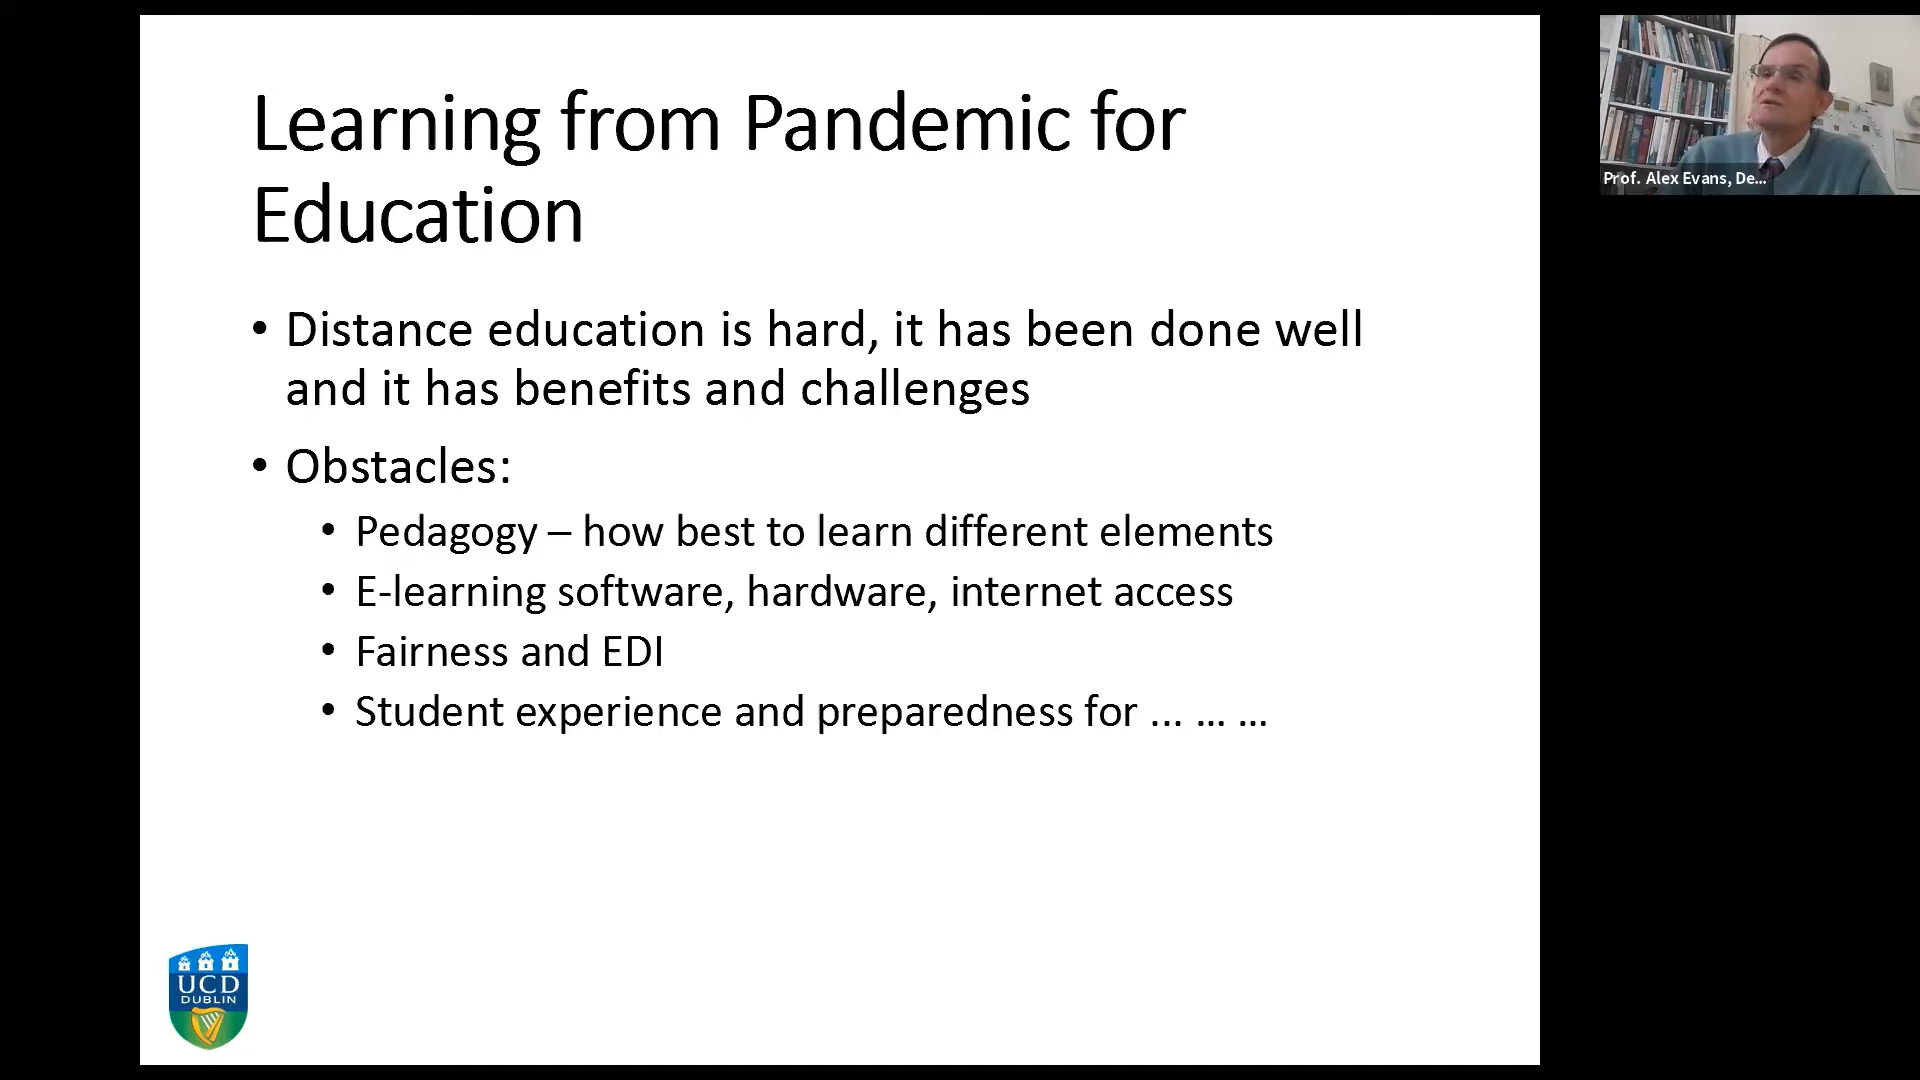 Learning from Pandemic for
Education
• Distance education is hard, it has been done well
and it has benefits and challenges
• Obstacles:
• Pedagogy – how best to learn different elements
• E-learning software, hardware, internet access
• Fairness and EDI
• Student experience and preparedness for ... ... ...
UCD
DUBLIN
Prof. Alex Evans, De...